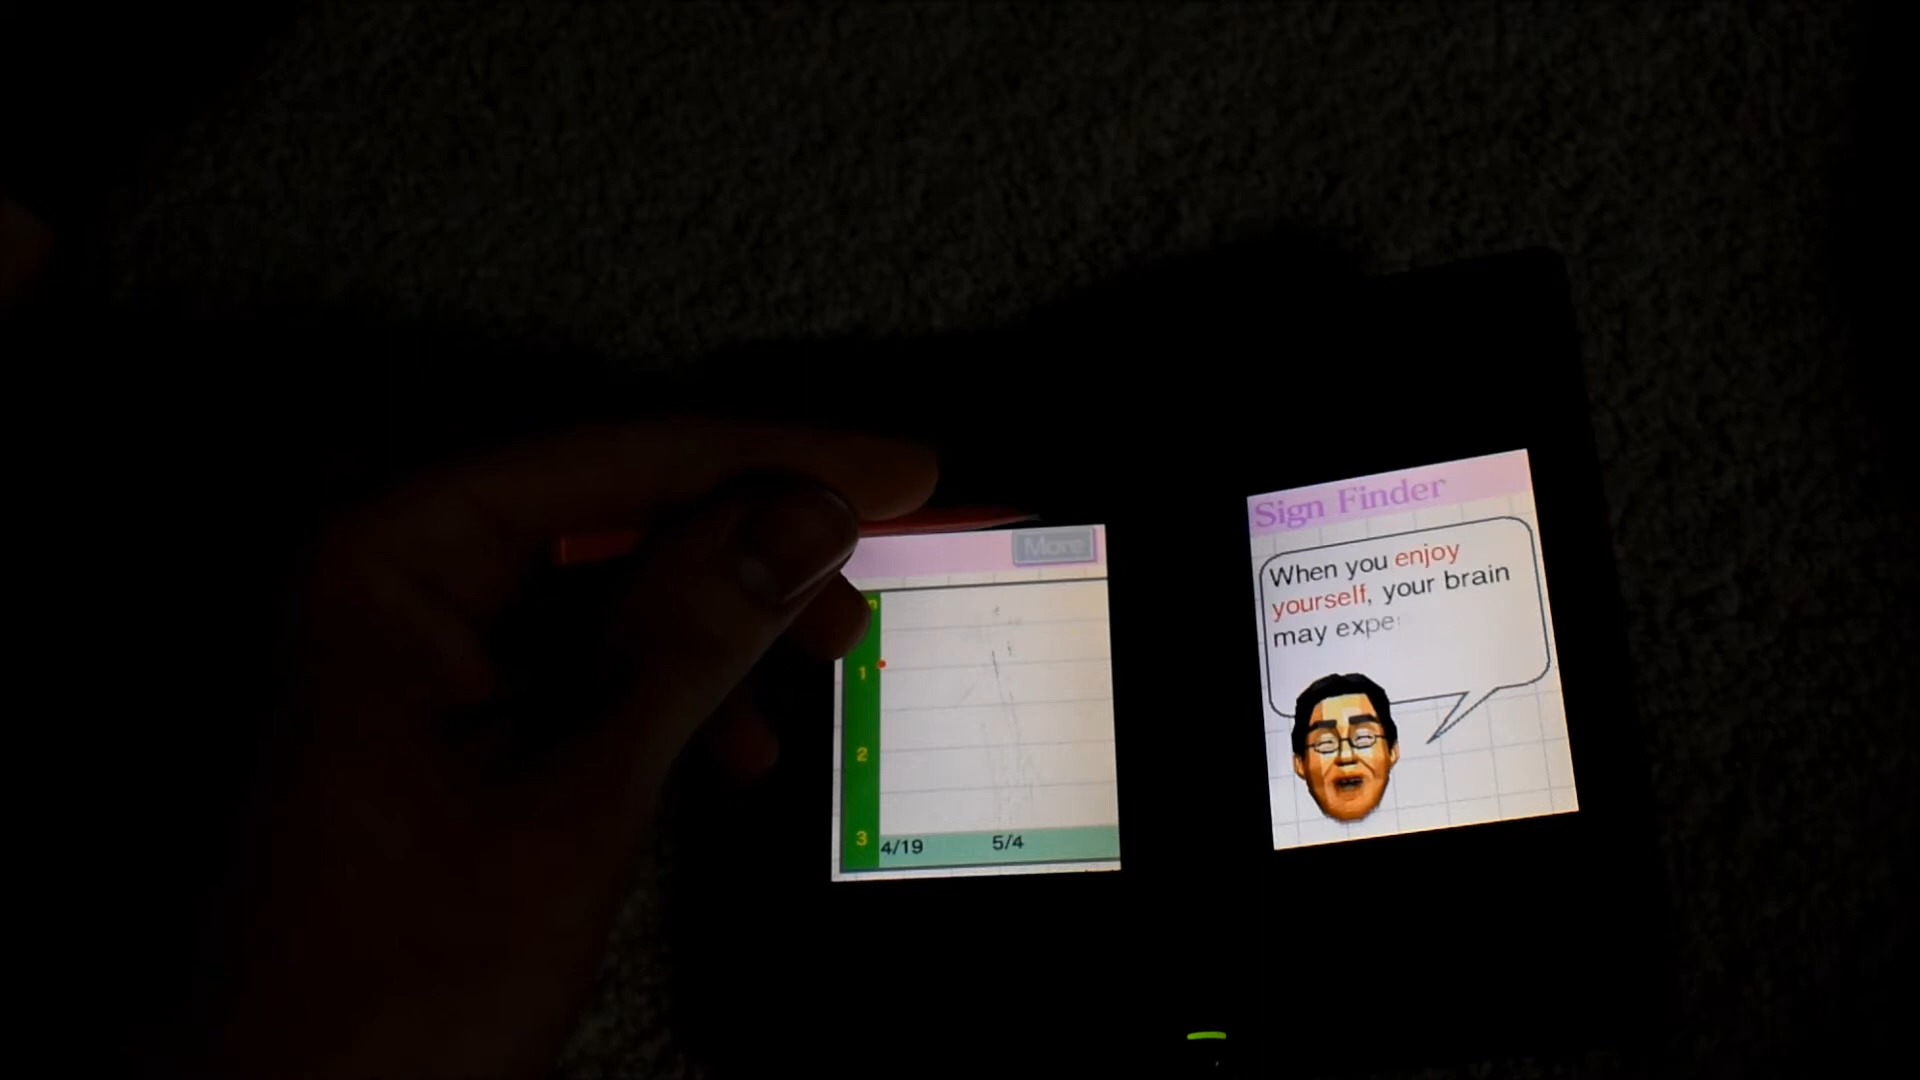 More
1
2
3
4/19 5/4
Sign Finder
When you enjoy
yourself, your brain
may expe